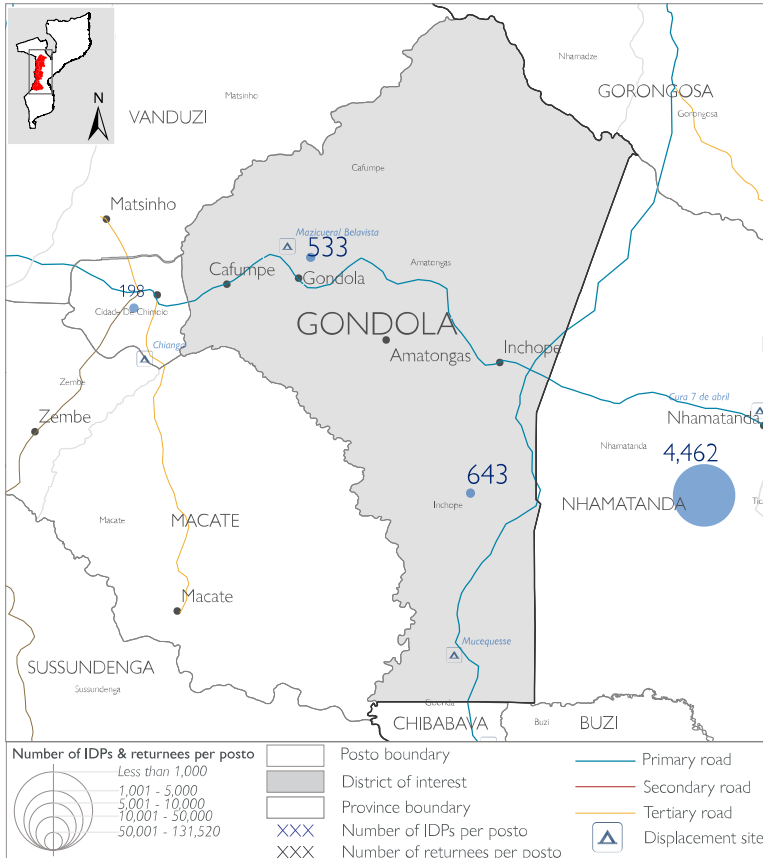 N
Nhamadze
GORONGOSA
Gorongosa
Matsinho
VANDUZI
Cafumpe
Matsinho
Mazicuera/ Belavista
533
Amatongas
Cafumpe
Gondola
198
Cidade De Chimoio
GONDOLA
Chianga
Amatongas
Inchope
Zembe
Cura 7 de abril
Zembe
Nhamatanda
Nhamatanda
4,462
643
Inchope
NHAMATANDA
Macate
MACATE
Macate
Mucequesse
SUSSUNDENGA
Sussundenga
Goonda
CHIBABAVA
Buzi
BUZI
Number of IDPs & returnees per posto
Less than 1,000
1,001 - 5,000
5,001 - 10,000
10,001 - 50,000
50,001 - 131,520
Posto boundary
District of interest
Province boundary
XXX Number of IDPs per posto
XXX Number of returnees per posto
Primary road
Secondary road
Tertiary road
Displacement site